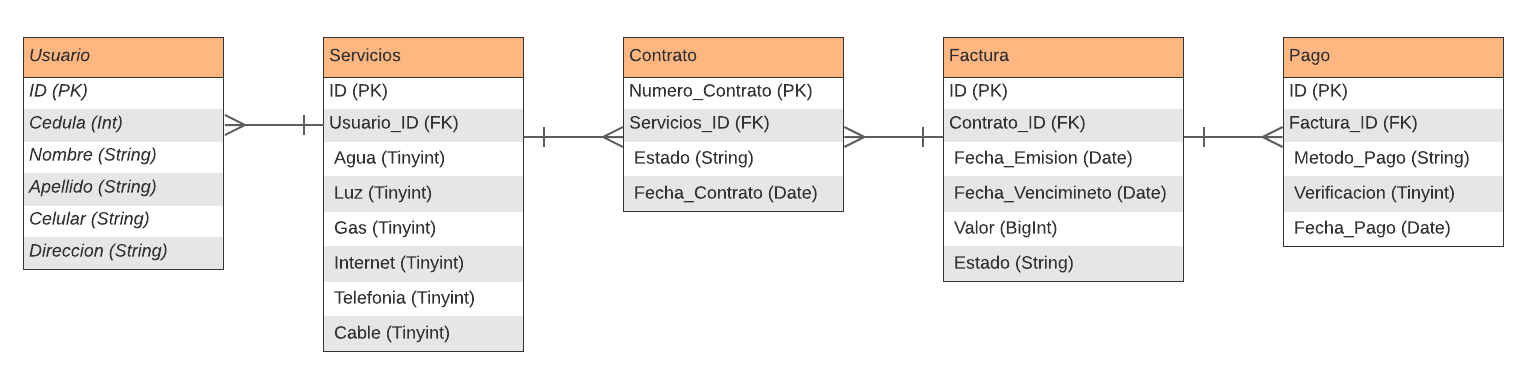 Usuario
ID (PK)
Cedula (Int)
Nombre (String)
Apellido (String)
Celular (String)
Direccion (String)
Servicios
ID (PK)
Usuario_ID (FK)
Agua (Tinyint)
Luz (Tinyint)
Gas (Tinyint)
Internet (Tinyint)
Telefonia (Tinyint)
Cable (Tinyint)
Contrato
Numero_Contrato (PK)
Servicios_ID (FK)
Estado (String)
Fecha_Contrato (Date)
Factura
ID (PK)
Contrato_ID (FK)
Fecha_Emision (Date)
Fecha_Vencimineto (Date)
Valor (BigInt)
Estado (String)
Pago
ID (PK)
Factura_ID (FK)
Metodo_Pago (String)
Verificacion (Tinyint)
Fecha_Pago (Date)